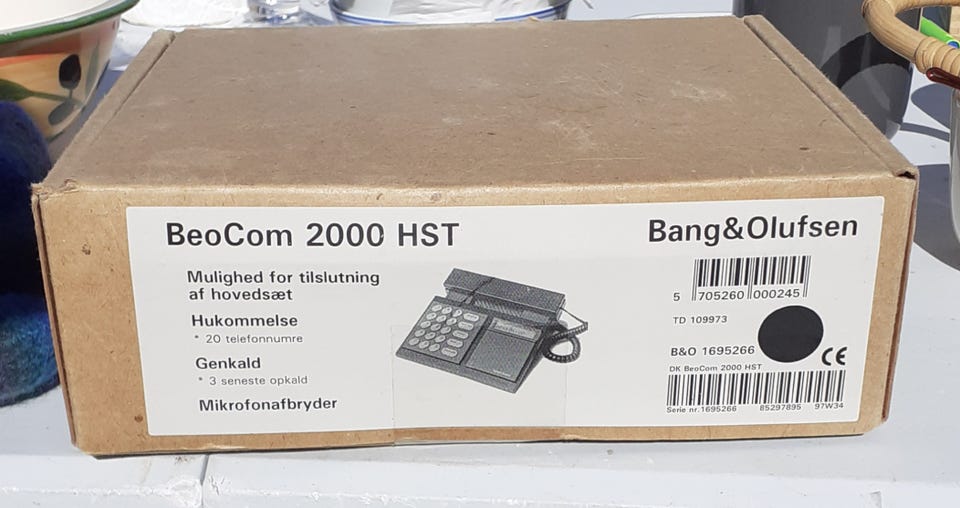 BeoCom 2000 HST
Bang&Olufsen
Mulighed for tilslutning
af hovedsæt
Hukommelse
* 20 telefonnumre
Genkald
* 3 seneste opkald
Mikrofonafbryder
5 705260 000245
TD 109973
B&O 1695266
CE
DK BeoCom 2000 HST
Serie nr.1695266 85297895 97W34